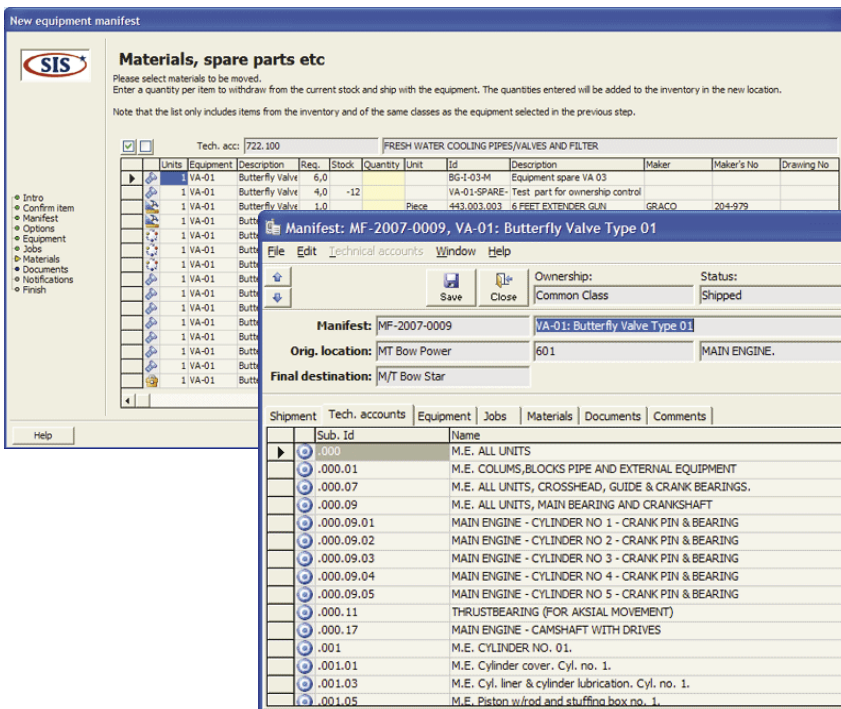 New equipment manifest
SIS
Materials, spare parts etc
Please select materials to be moved.
Enter a quantity per item to withdraw from the current stock and ship with the equipment. The quantities entered will be added to the inventory in the new location.
Note that the list only includes items from the inventory and of the same classes as the equipment selected in the previous step.
Tech. acc: 722.100 FRESH WATER COOLING PIPES/VALVES AND FILTER
Units Equipment Description Req. Stock Quantity Unit Id Description Maker Maker's No Drawing No
1 VA-01 Butterfly Valve 6,0 BG-I-03-M Equipment spare VA 03
1 VA-01 Butterfly Valve 4,0 -12 VA-01-SPARE- Test part for ownership control
1 VA-01 Butterfly Valve 1,0 Piece 443.003.003 6 FEET EXTENDER GUN GRACO 204-979
1 VA-01 Butte
1 VA-01 Butte
1 VA-01 Butte
1 VA-01 Butte
1 VA-01 Butte
1 VA-01 Butte
1 VA-01 Butte
1 VA-01 Butte
1 VA-01 Butte
1 VA-01 Butte
1 VA-01 Butte
1 VA-01 Butte
Intro
Confirm item
Manifest
Options
Equipment
Jobs
Materials
Documents
Notifications
Finish
Help
Manifest: MF-2007-0009, VA-01: Butterfly Valve Type 01
File Edit Technical accounts Window Help
Save Close
Ownership: Status:
Common Class Shipped
Manifest: MF-2007-0009 VA-01: Butterfly Valve Type 01
Orig. location: MT Bow Power 601 MAIN ENGINE.
Final destination: M/T Bow Star
Shipment Tech. accounts Equipment Jobs Materials Documents Comments
Sub. Id Name
.000 M.E. ALL UNITS
.000.01 M.E. COLUMS,BLOCKS PIPE AND EXTERNAL EQUIPMENT
.000.07 M.E. ALL UNITS, CROSSHEAD, GUIDE & CRANK BEARINGS.
.000.09 M.E. ALL UNITS, MAIN BEARING AND CRANKSHAFT
.000.09.01 MAIN ENGINE - CYLINDER NO 1 - CRANK PIN & BEARING
.000.09.02 MAIN ENGINE - CYLINDER NO 2 - CRANK PIN & BEARING
.000.09.03 MAIN ENGINE - CYLINDER NO 3 - CRANK PIN & BEARING
.000.09.04 MAIN ENGINE - CYLINDER NO 4 - CRANK PIN & BEARING
.000.09.05 MAIN ENGINE - CYLINDER NO 5 - CRANK PIN & BEARING
.000.11 THRUSTBEARING (FOR AKSIAL MOVEMENT)
.000.17 MAIN ENGINE - CAMSHAFT WITH DRIVES
.001 M.E. CYLINDER NO. 01.
.001.01 M.E. Cylinder cover. Cyl. no. 1.
.001.03 M.E. Cyl. liner & cylinder lubrication. Cyl. no. 1.
.001.05 M.E. Piston w/rod and stuffing box no. 1.